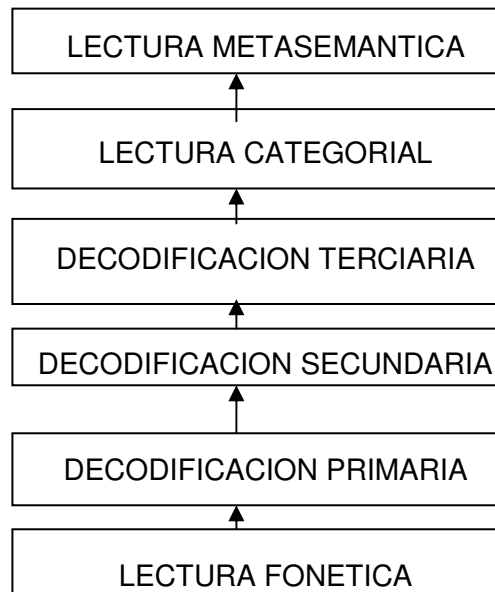 LECTURA METASEMANTICA
LECTURA CATEGORIAL
DECODIFICACION TERCIARIA
DECODIFICACION SECUNDARIA
DECODIFICACION PRIMARIA
LECTURA FONETICA